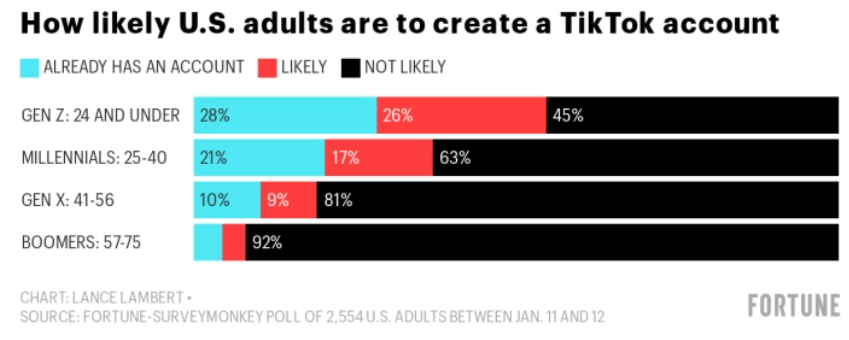 How likely U.S. adults are to create a TikTok account
ALREADY HAS AN ACCOUNT LIKELY NOT LIKELY
GEN Z: 24 AND UNDER 28% 26% 45%
MILLENNIALS: 25-40 21% 17% 63%
GEN X: 41-56 10% 9% 81%
BOOMERS: 57-75 92%
CHART: LANCE LAMBERT •
SOURCE: FORTUNE-SURVEYMONKEY POLL OF 2,554 U.S. ADULTS BETWEEN JAN. 11 AND 12
FORTUNE